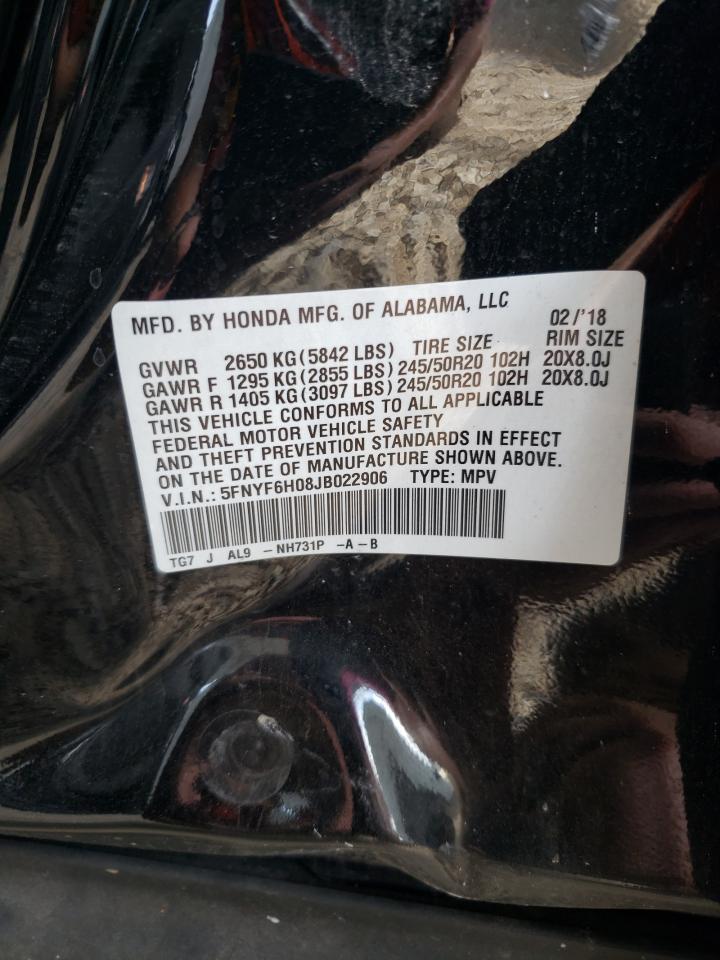 MFD. BY HONDA MFG. OF ALABAMA, LLC 02/'18
GVWR 2650 KG (5842 LBS) TIRE SIZE RIM SIZE
GAWR F 1295 KG (2855 LBS) 245/50R20 102H 20X8.0J
GAWR R 1405 KG (3097 LBS) 245/50R20 102H 20X8.0J
THIS VEHICLE CONFORMS TO ALL APPLICABLE
FEDERAL MOTOR VEHICLE SAFETY
AND THEFT PREVENTION STANDARDS IN EFFECT
ON THE DATE OF MANUFACTURE SHOWN ABOVE.
V.I.N.: 5FNYF6H08JB022906 TYPE: MPV
TG7 J AL9 -NH731P -A-B